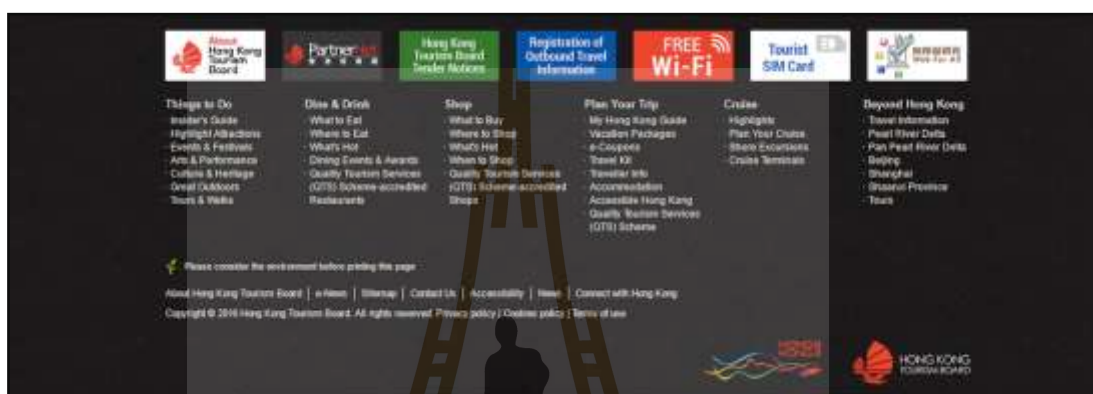 About
Hong Kong
Tourism
Board
PartnerNet
Hong Kong
Tourism Board
Tender Notices
Registration of
Outbound Travel
Information
FREE
Wi-Fi
Tourist
SIM Card
Things to Do
Insider's Guide
Highlight Attractions
Events & Festivals
Arts & Performance
Culture & Heritage
Great Outdoors
Tours & Walks
Dine & Drink
What to Eat
Where to Eat
What's Hot
Dining Events & Awards
Quality Tourism Services
(QTS) Scheme-accredited
Restaurants
Shop
What to Buy
Where to Shop
What's Hot
When to Shop
Quality Tourism Services
(QTS) Scheme-accredited
Shops
Plan Your Trip
My Hong Kong Guide
Vacation Packages
e-Coupons
Travel Kit
Traveller Info
Accommodation
Accessible Hong Kong
Quality Tourism Services
(QTS) Scheme
Cruise
Highlights
Plan Your Cruise
Shore Excursions
Cruise Terminals
Beyond Hong Kong
Travel Information
Pearl River Delta
Pan Pearl River Delta
Beijing
Shanghai
Shaanxi Province
Tours
Please consider the environment before printing this page
About Hong Kong Tourism Board | e-News | Sitemap | Contact Us | Accessibility | News | Connect with Hong Kong
Copyright © 2016 Hong Kong Tourism Board. All rights reserved. Privacy policy | Cookies policy | Terms of use
HONG KONG
TOURISM BOARD